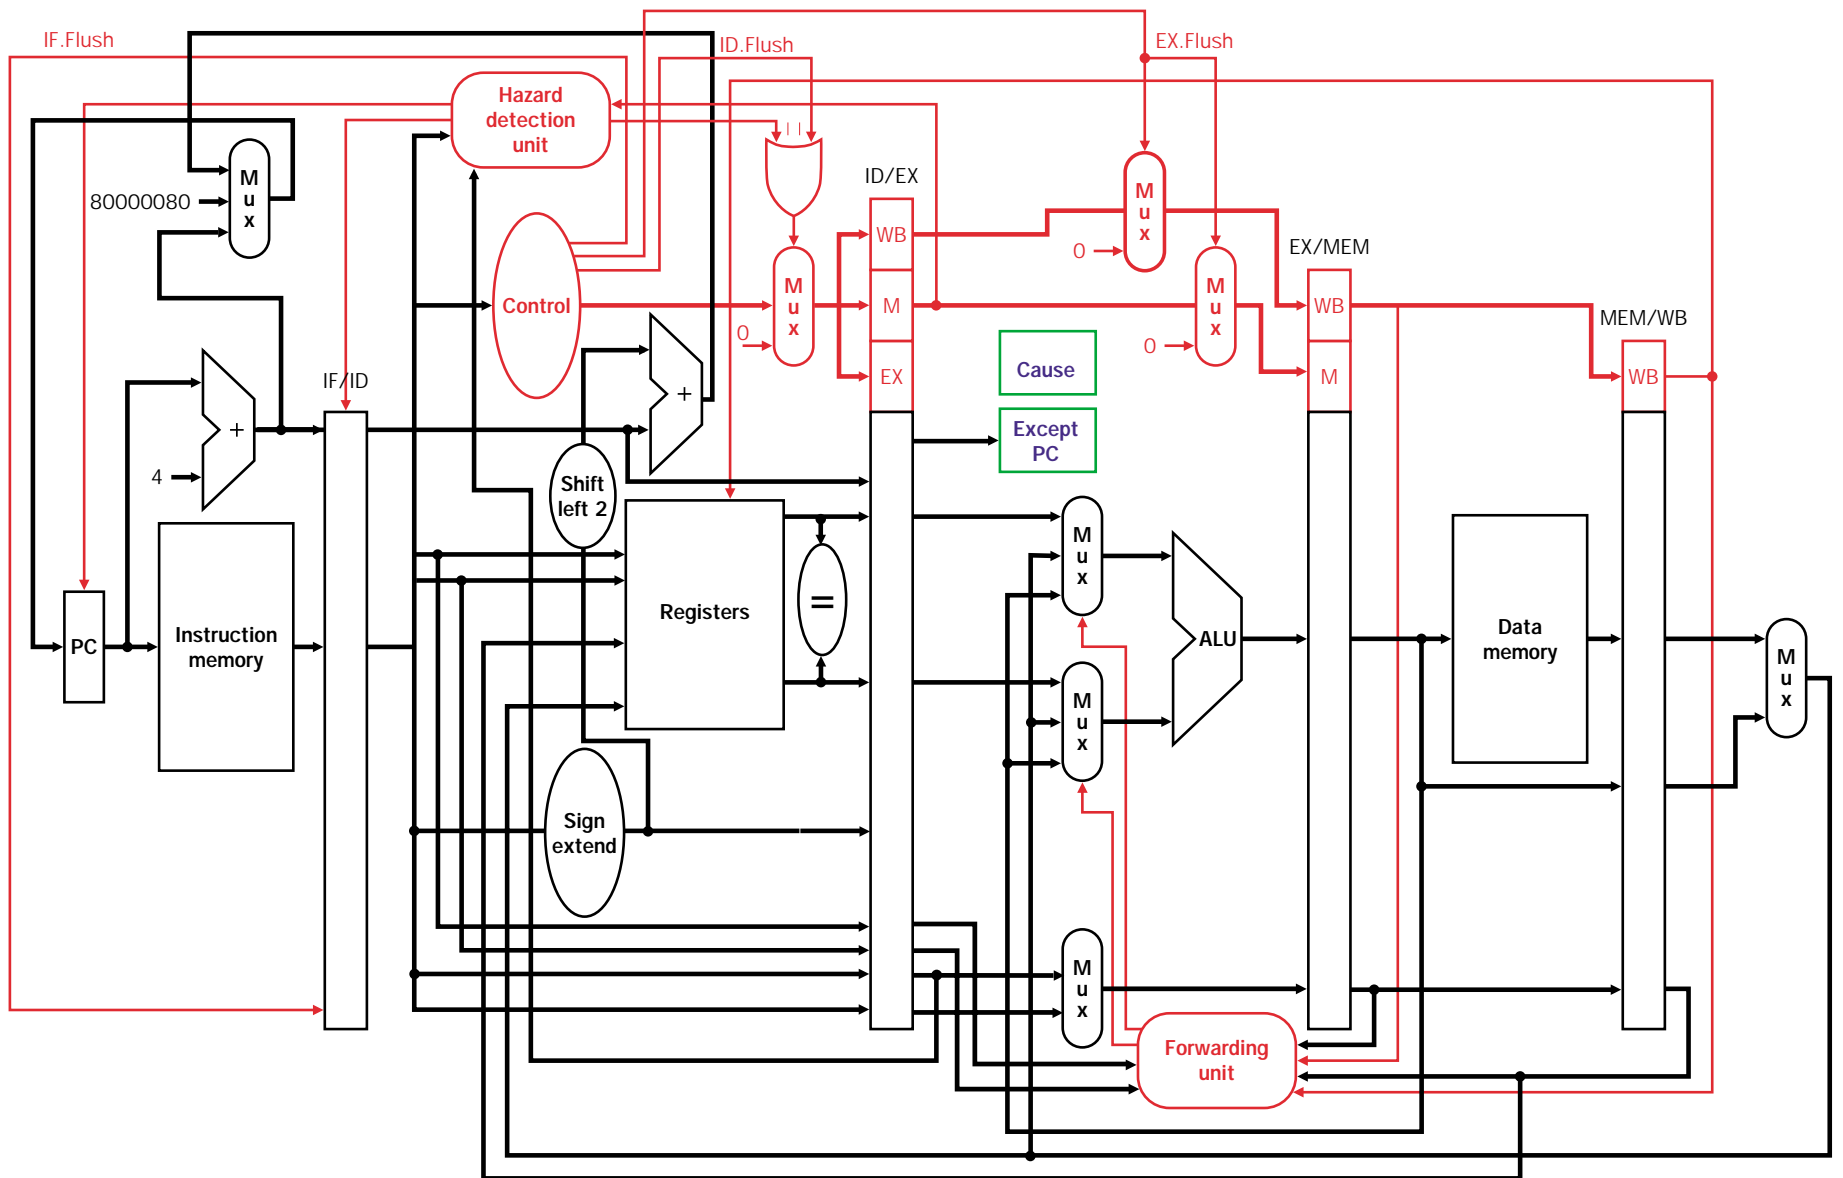 IF.Flush
ID.Flush
EX.Flush
Hazard
detection
unit
M
u
x
80000080
ID/EX
WB
M
EX
M
u
x
0
EX/MEM
WB
M
MEM/WB
WB
Control
M
u
x
0
M
u
x
0
Cause
Except
PC
IF/ID
+
4
+
Shift
left 2
PC
Instruction
memory
Registers
=
M
u
x
ALU
M
u
x
Data
memory
M
u
x
Sign
extend
M
u
x
Forwarding
unit